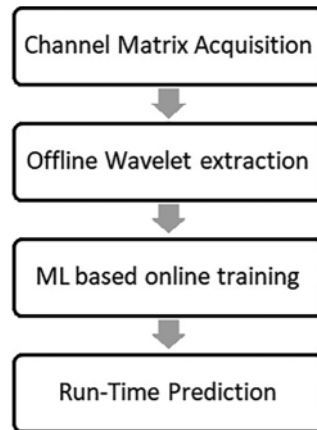 Channel Matrix Acquisition
Offline Wavelet extraction
ML based online training
Run-Time Prediction